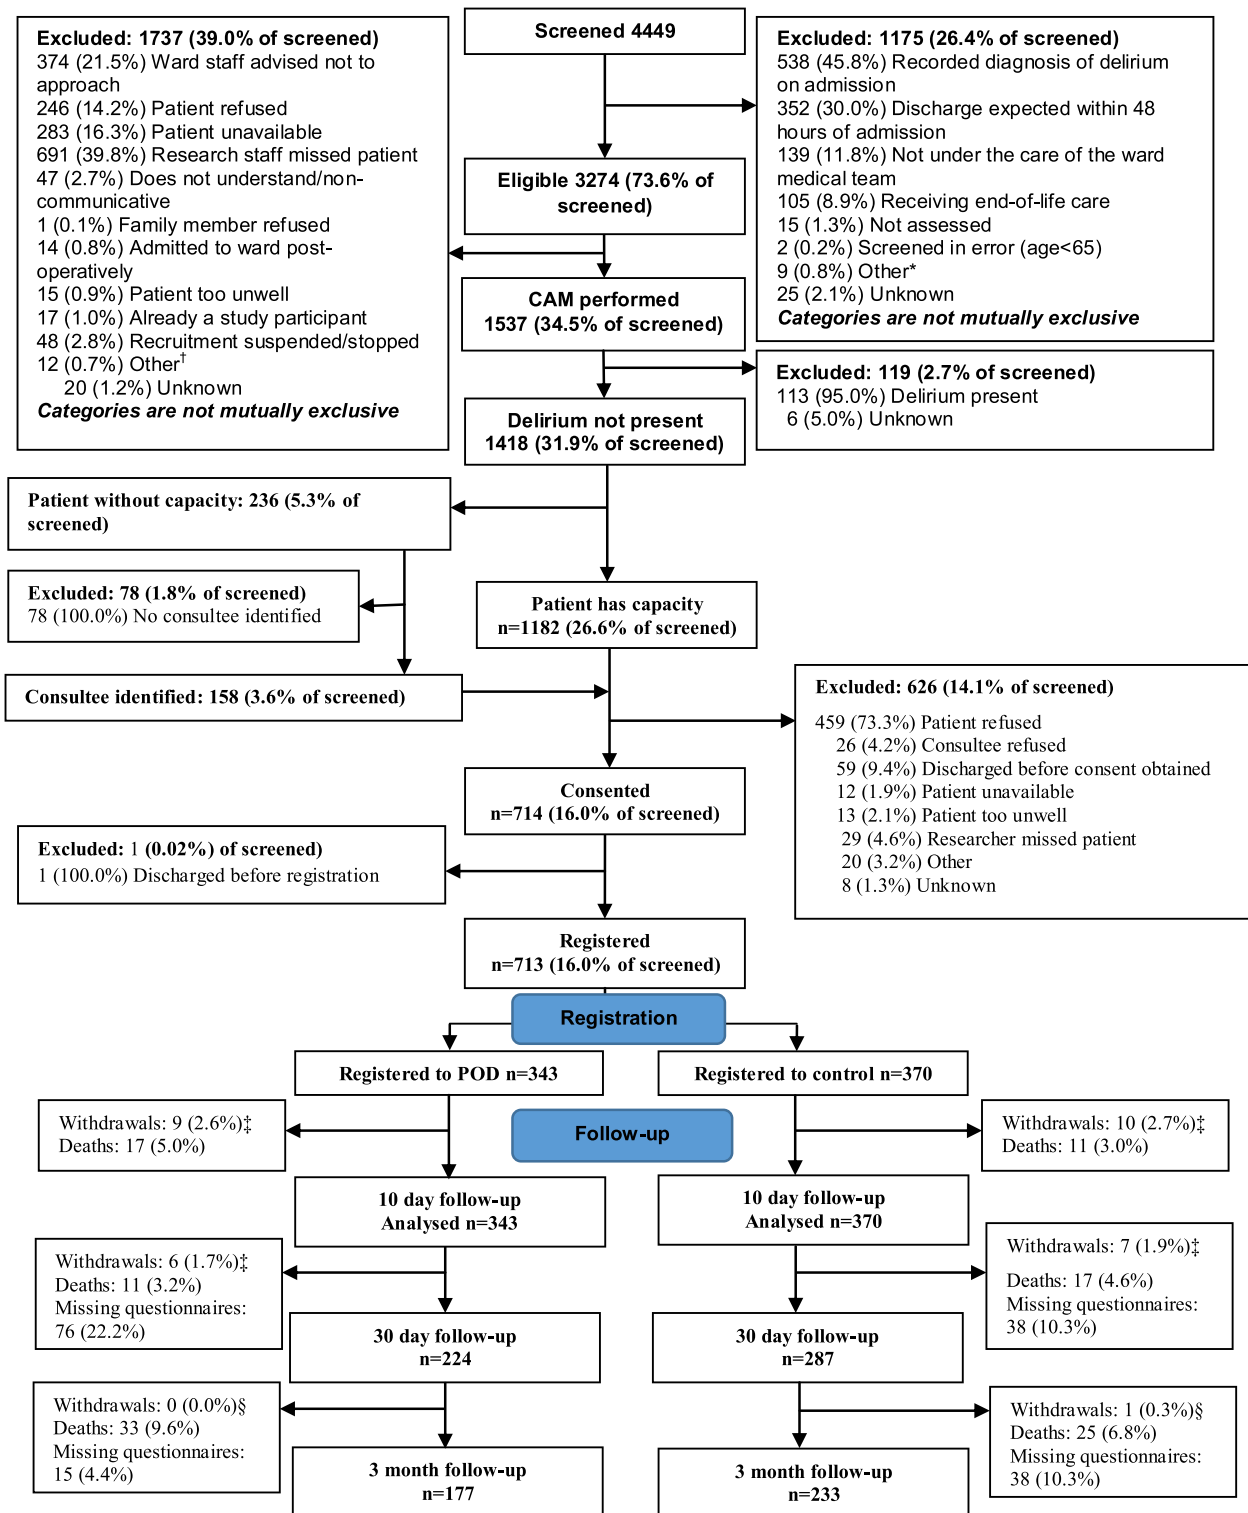 Screened 4449
Excluded: 1737 (39.0% of screened)
374 (21.5%) Ward staff advised not to
approach
246 (14.2%) Patient refused
283 (16.3%) Patient unavailable
691 (39.8%) Research staff missed patient
47 (2.7%) Does not understand/non-
communicative
1 (0.1%) Family member refused
14 (0.8%) Admitted to ward post-
operatively
15 (0.9%) Patient too unwell
17 (1.0%) Already a study participant
48 (2.8%) Recruitment suspended/stopped
12 (0.7%) Other†
20 (1.2%) Unknown
Categories are not mutually exclusive
Excluded: 1175 (26.4% of screened)
538 (45.8%) Recorded diagnosis of delirium
on admission
352 (30.0%) Discharge expected within 48
hours of admission
139 (11.8%) Not under the care of the ward
medical team
105 (8.9%) Receiving end-of-life care
15 (1.3%) Not assessed
2 (0.2%) Screened in error (age<65)
9 (0.8%) Other*
25 (2.1%) Unknown
Categories are not mutually exclusive
Eligible 3274 (73.6% of
screened)
CAM performed
1537 (34.5% of screened)
Excluded: 119 (2.7% of screened)
113 (95.0%) Delirium present
6 (5.0%) Unknown
Delirium not present
1418 (31.9% of screened)
Patient without capacity: 236 (5.3% of
screened)
Excluded: 78 (1.8% of screened)
78 (100.0%) No consultee identified
Patient has capacity
n=1182 (26.6% of screened)
Consultee identified: 158 (3.6% of screened)
Excluded: 626 (14.1% of screened)
459 (73.3%) Patient refused
26 (4.2%) Consultee refused
59 (9.4%) Discharged before consent obtained
12 (1.9%) Patient unavailable
13 (2.1%) Patient too unwell
29 (4.6%) Researcher missed patient
20 (3.2%) Other
8 (1.3%) Unknown
Consented
n=714 (16.0% of screened)
Excluded: 1 (0.02%) of screened)
1 (100.0%) Discharged before registration
Registered
n=713 (16.0% of screened)
Registration
Registered to POD n=343
Registered to control n=370
Withdrawals: 9 (2.6%)‡
Deaths: 17 (5.0%)
Follow-up
Withdrawals: 10 (2.7%)‡
Deaths: 11 (3.0%)
10 day follow-up
Analysed n=343
10 day follow-up
Analysed n=370
Withdrawals: 6 (1.7%)‡
Deaths: 11 (3.2%)
Missing questionnaires:
76 (22.2%)
Withdrawals: 7 (1.9%)‡
Deaths: 17 (4.6%)
Missing questionnaires:
38 (10.3%)
30 day follow-up
n=224
30 day follow-up
n=287
Withdrawals: 0 (0.0%)§
Deaths: 33 (9.6%)
Missing questionnaires:
15 (4.4%)
Withdrawals: 1 (0.3%)§
Deaths: 25 (6.8%)
Missing questionnaires:
38 (10.3%)
3 month follow-up
n=177
3 month follow-up
n=233